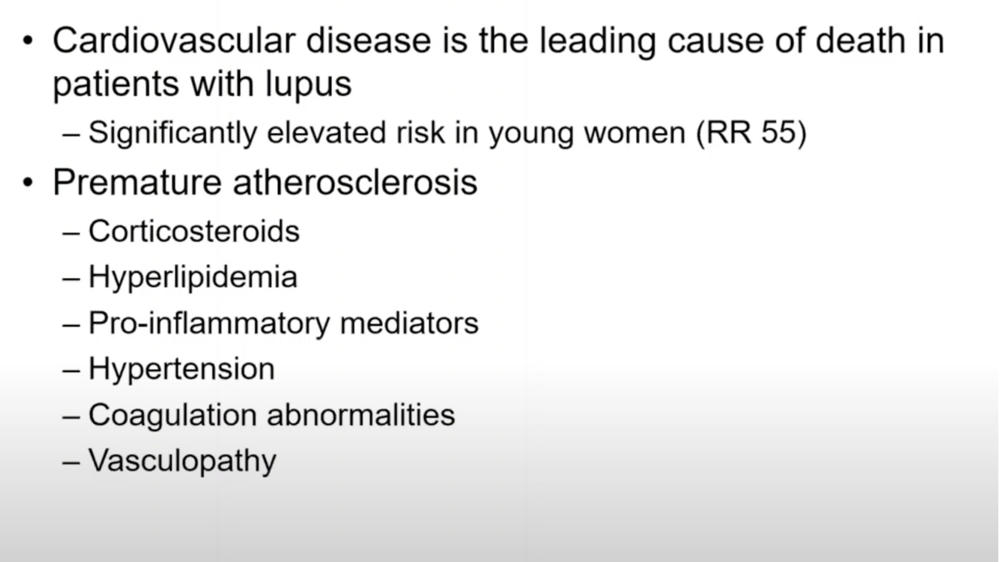 • Cardiovascular disease is the leading cause of death in
patients with lupus
– Significantly elevated risk in young women (RR 55)
• Premature atherosclerosis
– Corticosteroids
– Hyperlipidemia
– Pro-inflammatory mediators
– Hypertension
– Coagulation abnormalities
– Vasculopathy